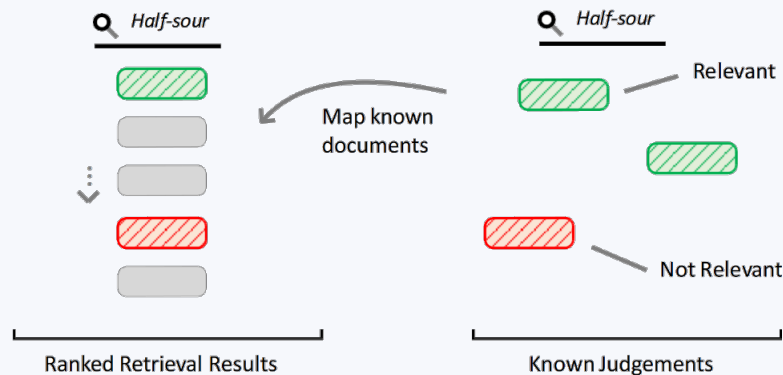 Half-sour
Half-sour
Relevant
Map known
documents
Not Relevant
Ranked Retrieval Results
Known Judgements